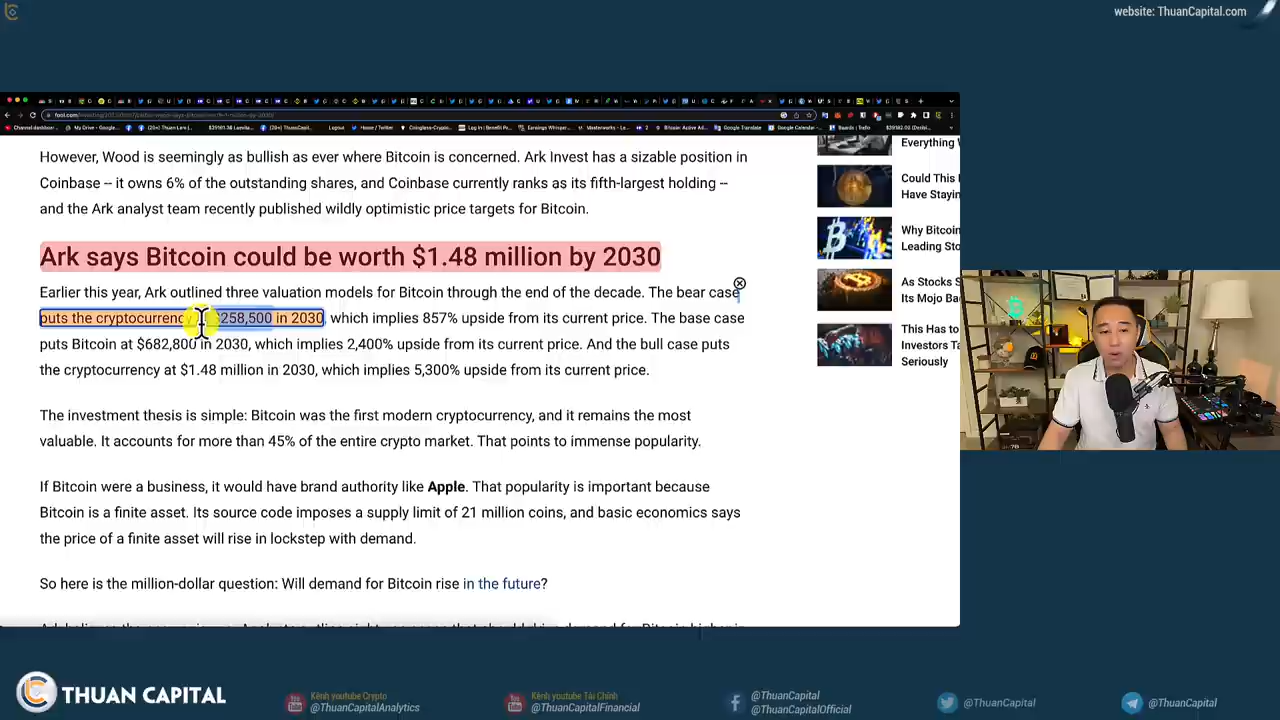 website: ThuanCapital.com
However, Wood is seemingly as bullish as ever where Bitcoin is concerned. Ark Invest has a sizable position in
Coinbase -- it owns 6% of the outstanding shares, and Coinbase currently ranks as its fifth-largest holding --
and the Ark analyst team recently published wildly optimistic price targets for Bitcoin.
Ark says Bitcoin could be worth $1.48 million by 2030
Earlier this year, Ark outlined three valuation models for Bitcoin through the end of the decade. The bear case
puts the cryptocurrency 258,500 in 2030, which implies 857% upside from its current price. The base case
puts Bitcoin at $682,800 in 2030, which implies 2,400% upside from its current price. And the bull case puts
the cryptocurrency at $1.48 million in 2030, which implies 5,300% upside from its current price.
The investment thesis is simple: Bitcoin was the first modern cryptocurrency, and it remains the most
valuable. It accounts for more than 45% of the entire crypto market. That points to immense popularity.
If Bitcoin were a business, it would have brand authority like Apple. That popularity is important because
Bitcoin is a finite asset. Its source code imposes a supply limit of 21 million coins, and basic economics says
the price of a finite asset will rise in lockstep with demand.
So here is the million-dollar question: Will demand for Bitcoin rise in the future?
Everything W
Could This
Have Stayin
Why Bitcoin
Leading Sto
As Stocks S
Its Mojo Ba
This Has to
Investors Ta
Seriously
THUAN CAPITAL
Kênh youtube Crypto
@ThuanCapitalAnalytics
Kênh youtube Tài Chính
@ThuanCapitalFinancial
@ThuanCapital
@ThuanCapitalOfficial
@ThuanCapital
@ThuanCapital